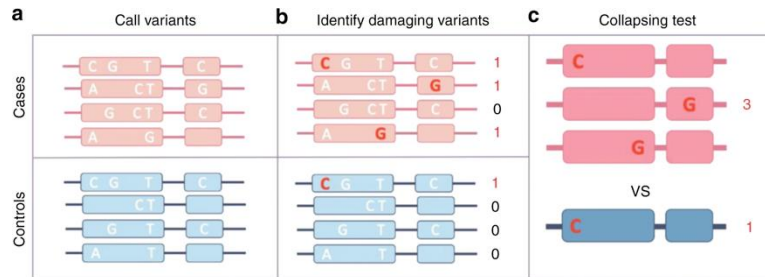 a Call variants
b Identify damaging variants
c Collapsing test
Cases
C G T C
A CT G
G CT C
A G
C G T C 1
A CT G 1
G CT C 0
A G 1
C
G 3
G
VS
Controls
C G T C
CT
G T C
A T
C G T C 1
CT 0
G T C 0
A T 0
C 1